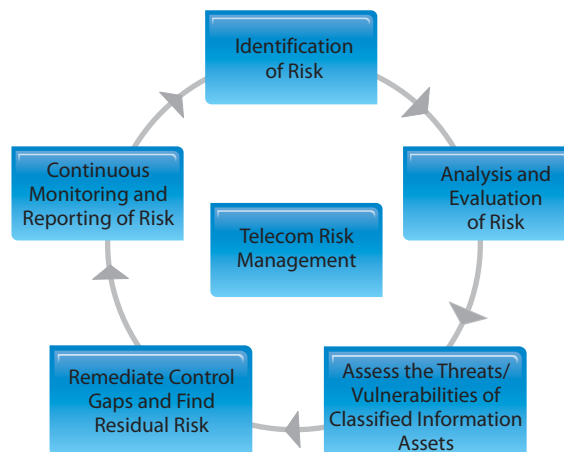 Identification
of Risk
Analysis and
Evaluation
of Risk
Assess the Threats/
Vulnerabilities of
Classified Information
Assets
Remediate Control
Gaps and Find
Residual Risk
Continuous
Monitoring and
Reporting of Risk
Telecom Risk
Management